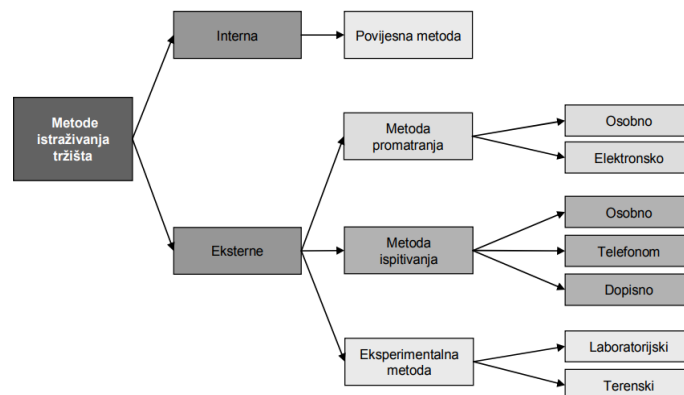 Interna
Povijesna metoda
Metode
istraživanja
tržišta
Metoda
promatranja
Osobno
Elektronsko
Eksterne
Metoda
ispitivanja
Osobno
Telefonom
Dopisno
Eksperimentalna
metoda
Laboratorijski
Terenski